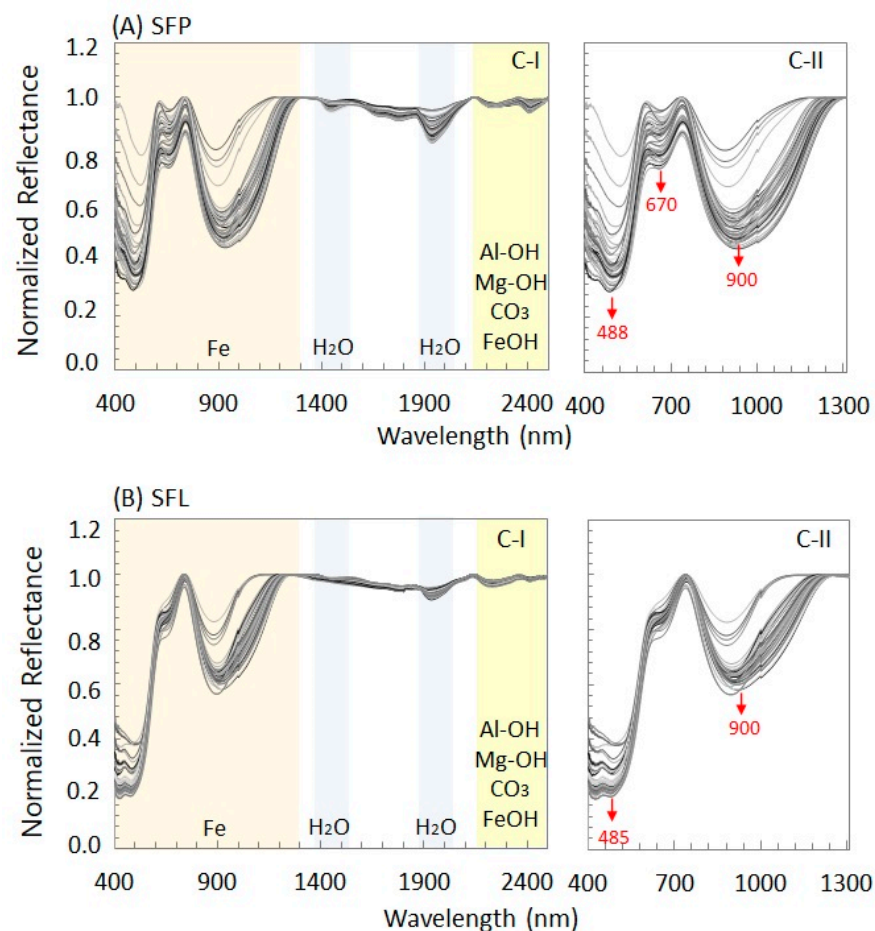 (A) SFP
1.2
1.0
0.8
0.6
0.4
0.2
0.0
Normalized Reflectance
C-I
Al-OH
Mg-OH
CO3
FeOH
Fe
H2O
H2O
400 900 1400 1900 2400
C-II
670
900
488
400 700 1000 1300
Wavelength (nm)
(B) SFL
1.2
1.0
0.8
0.6
0.4
0.2
0.0
Normalized Reflectance
C-I
Al-OH
Mg-OH
CO3
FeOH
Fe
H2O
H2O
400 900 1400 1900 2400
C-II
900
485
400 700 1000 1300
Wavelength (nm)